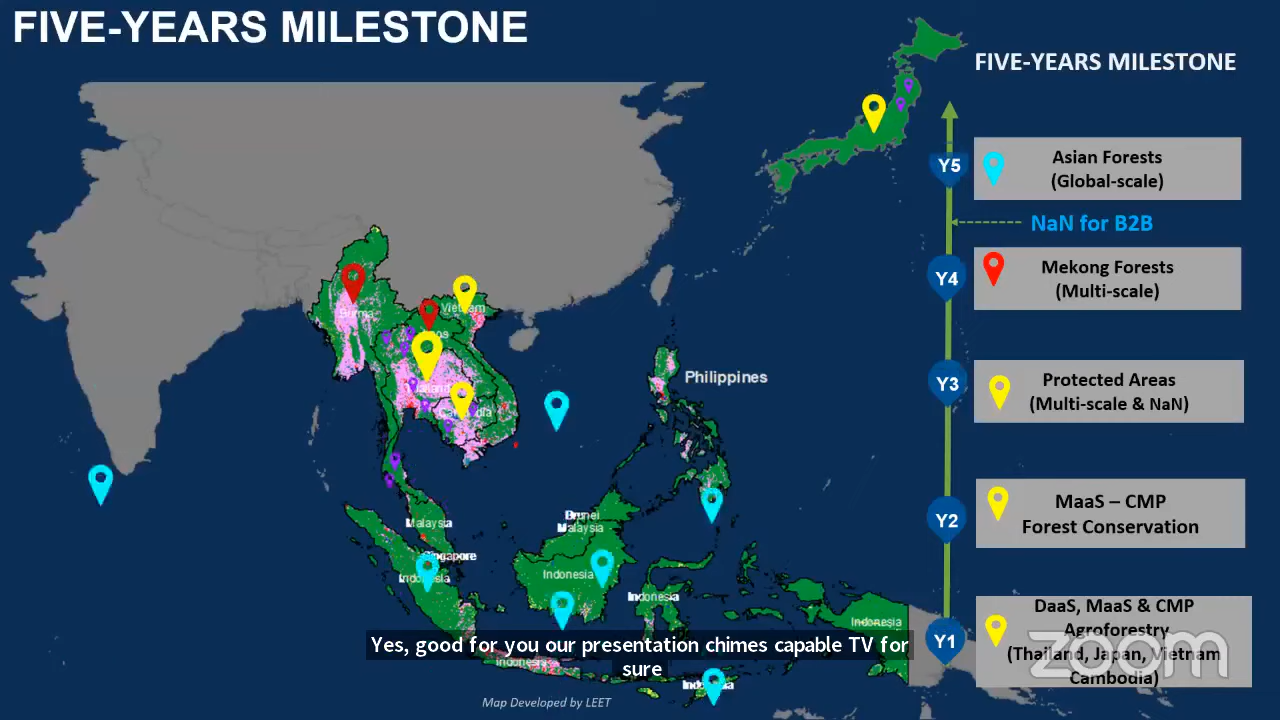 FIVE-YEARS MILESTONE
FIVE-YEARS MILESTONE
Y5
Asian Forests
(Global-scale)
NaN for B2B
Y4
Mekong Forests
(Multi-scale)
Y3
Protected Areas
(Multi-scale & NaN)
Y2
MaaS – CMP
Forest Conservation
Y1
DaaS, MaaS & CMP
Agroforestry
(Thailand, Japan, Vietnam
Cambodia)
zoom
Burma
Vietnam
Philippines
Malaysia
Brunei
Malaysia
Singapore
Indonesia
Indonesia
Indonesia
Indonesia
Indonesia
Yes, good for you our presentation chimes capable TV for
sure
Map Developed by LEET